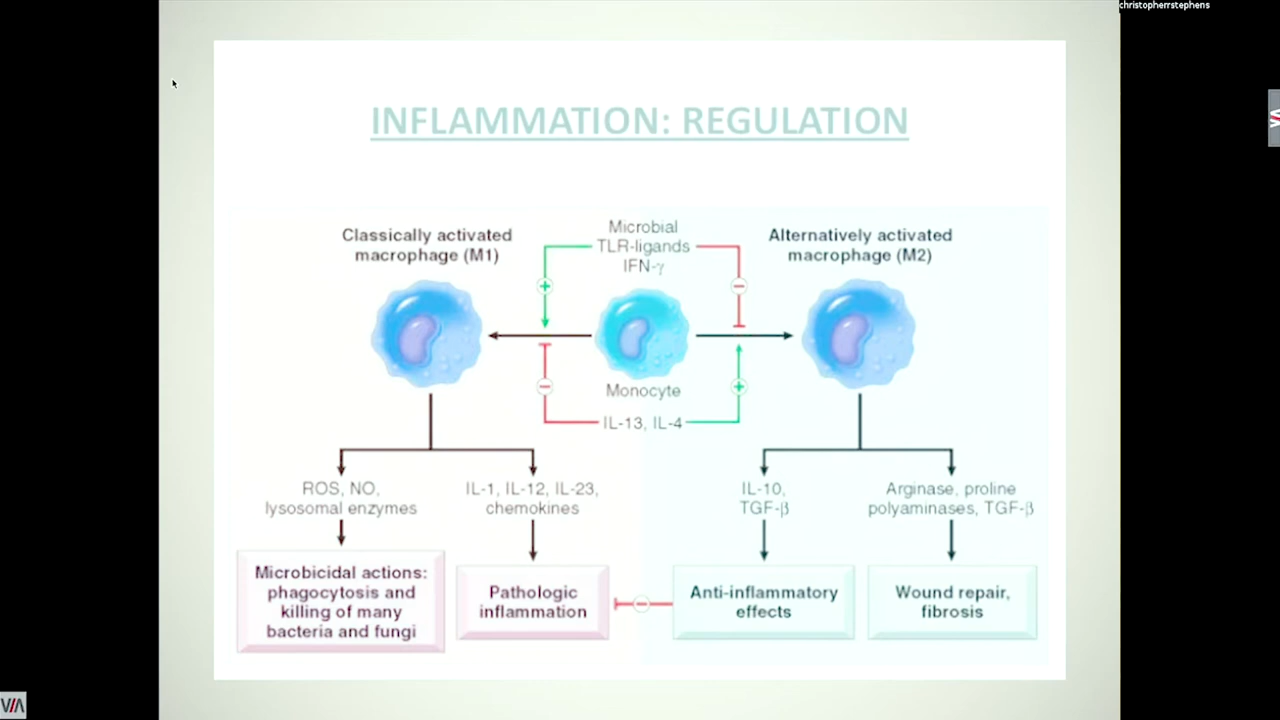 christopherrstephens
INFLAMMATION: REGULATION
Classically activated
macrophage (M1)
Microbial
TLR-ligands
IFN-γ
Alternatively activated
macrophage (M2)
+
−
Monocyte
−
+
IL-13, IL-4
ROS, NO,
lysosomal enzymes
IL-1, IL-12, IL-23,
chemokines
IL-10,
TGF-β
Arginase, proline
polyaminases, TGF-β
Microbicidal actions:
phagocytosis and
killing of many
bacteria and fungi
Pathologic
inflammation
−
Anti-inflammatory
effects
Wound repair,
fibrosis
VIA